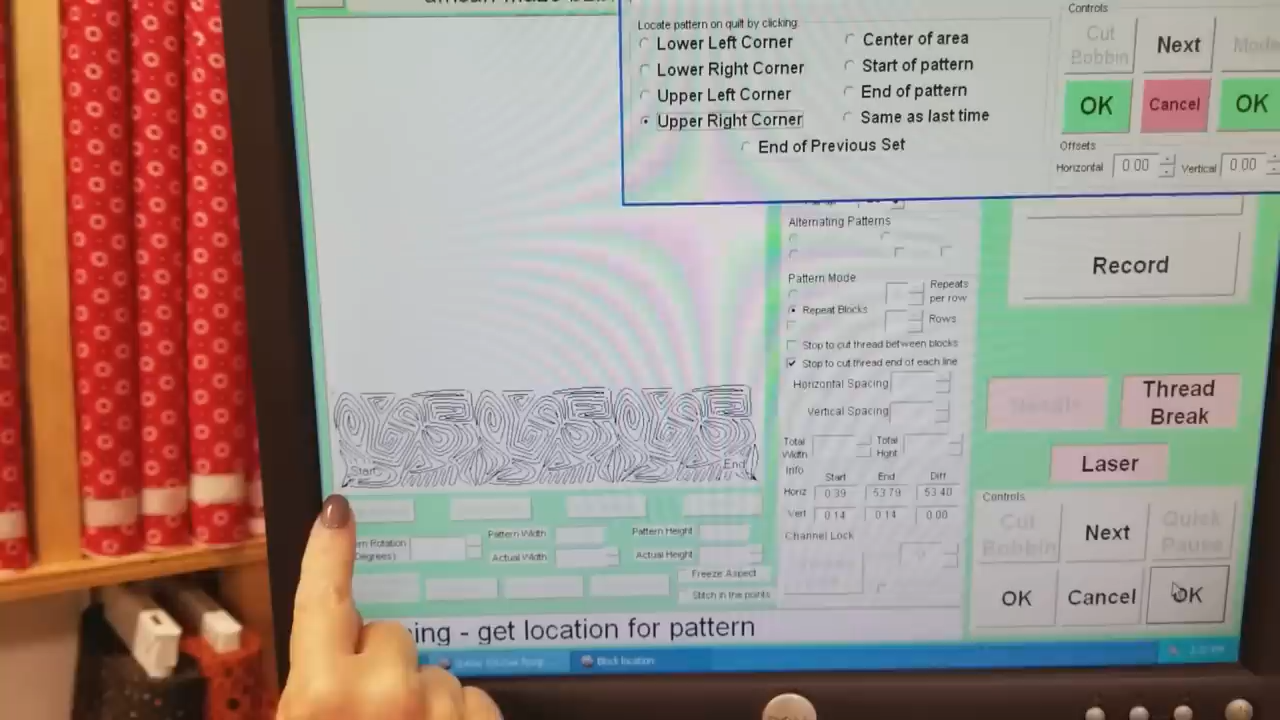 Locate pattern on quilt by clicking:
Lower Left Corner
Lower Right Corner
Upper Left Corner
Upper Right Corner
Center of area
Start of pattern
End of pattern
Same as last time
End of Previous Set
Controls
Cut Bobbin
Next
Mode
OK
Cancel
OK
Offsets
Horizontal 0.00
Vertical 0.00
Alternating Patterns
Pattern Mode
Repeats
per row
Repeat Blocks
Rows
Stop to cut thread between blocks
Stop to cut thread end of each line
Horizontal Spacing
Vertical Spacing
Total Width
Total Hght
Info
Start End Diff
Horiz 0.39 53.79 53.40
Vert 0.14 0.14 0.00
Channel Lock
Record
Thread
Break
Laser
Controls
Cut
Bobbin
Next
Quick
Pause
OK
Cancel
OK
Start
End
Pattern Width
Pattern Height
Rotation
Degrees)
Actual Width
Actual Height
Freeze Aspect
Stitch in the points
ing - get location for pattern
Block location